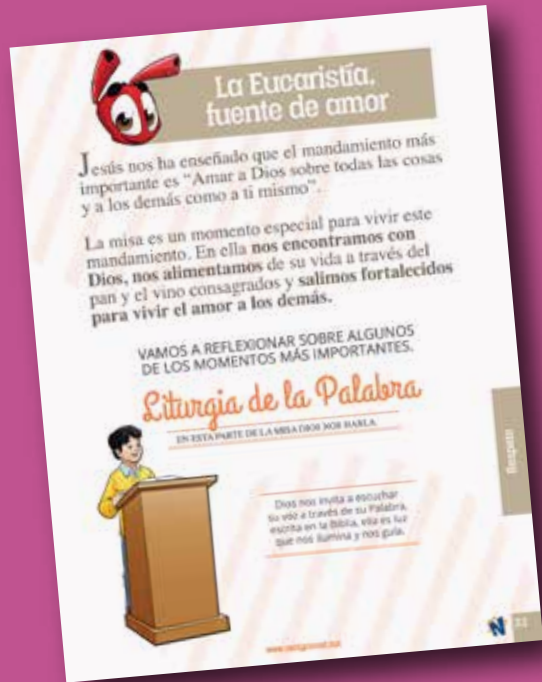 La Eucaristía,
fuente de amor
Jesús nos ha enseñado que el mandamiento más
importante es “Amar a Dios sobre todas las cosas
y a los demás como a ti mismo”.
La misa es un momento especial para vivir este
mandamiento. En ella nos encontramos con
Dios, nos alimentamos de su vida a través del
pan y el vino consagrados y salimos fortalecidos
para vivir el amor a los demás.
VAMOS A REFLEXIONAR SOBRE ALGUNOS
DE LOS MOMENTOS MÁS IMPORTANTES.
Liturgia de la Palabra
EN ESTA PARTE DE LA MISA DIOS NOS HABLA.
Dios nos invita a escuchar
su voz a través de su Palabra,
escrita en la Biblia, ella es luz
que nos ilumina y nos guía.
Respeto
N